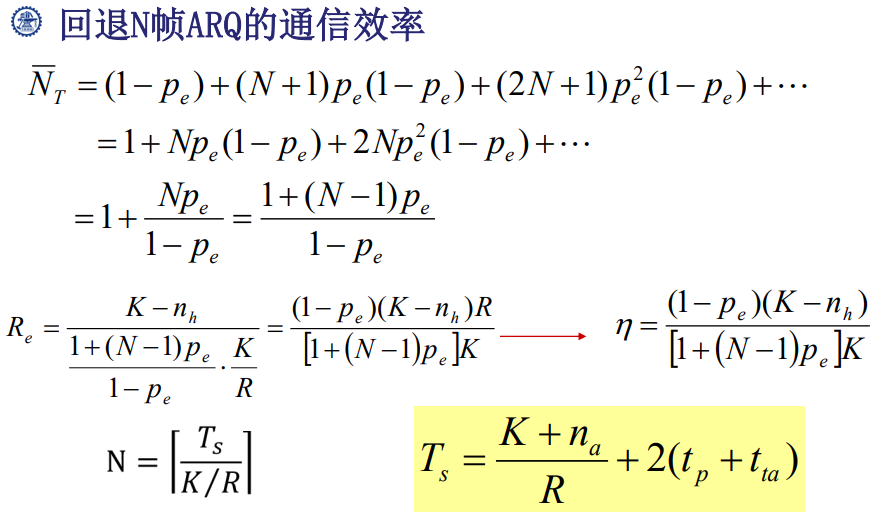 回退N帧ARQ的通信效率
$\overline{N}_T = (1-p_e)+(N+1)p_e(1-p_e)+(2N+1)p_e^2(1-p_e)+\cdots$
$=1+Np_e(1-p_e)+2Np_e^2(1-p_e)+\cdots$
$=1+\frac{Np_e}{1-p_e}=\frac{1+(N-1)p_e}{1-p_e}$
$R_e=\frac{K-n_h}{\frac{1+(N-1)p_e}{1-p_e}\cdot\frac{K}{R}}=\frac{(1-p_e)(K-n_h)R}{[1+(N-1)p_e]K}$ → $\eta=\frac{(1-p_e)(K-n_h)}{[1+(N-1)p_e]K}$
$\mathrm{N}=\left\lceil\frac{T_s}{K/R}\right\rceil$ $T_s=\frac{K+n_a}{R}+2(t_p+t_{ta})$